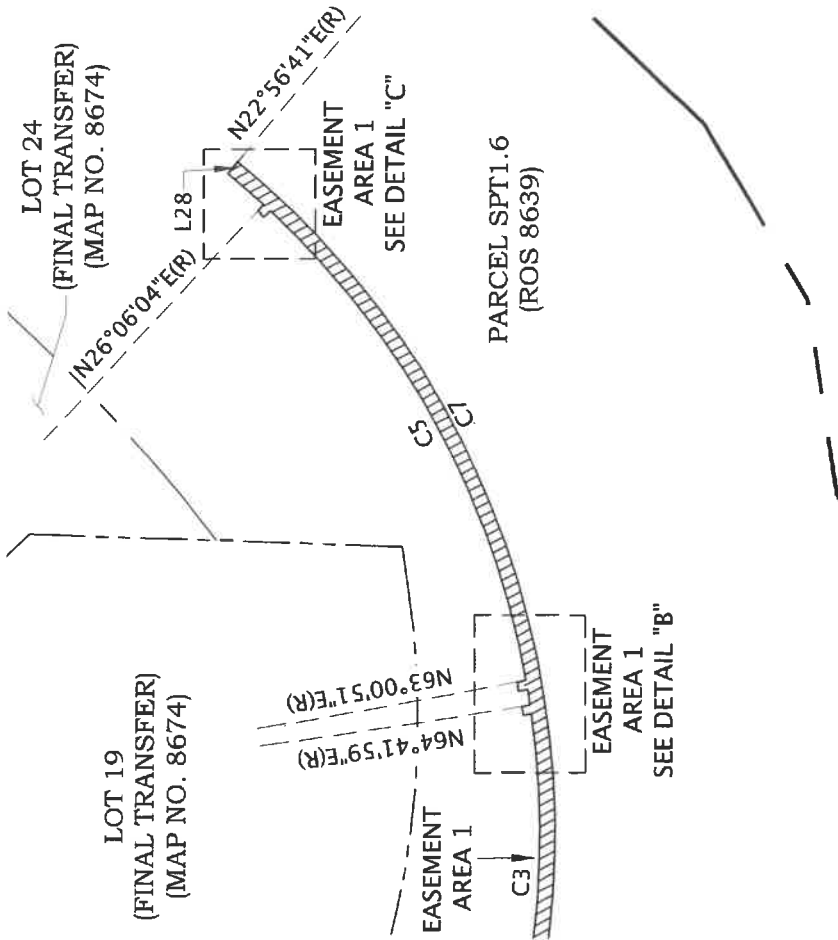 LOT 24
(FINAL TRANSFER)
(MAP NO. 8674)
N22°56'41"E(R)
L28
EASEMENT
AREA 1
SEE DETAIL "C"
N26°06'04"E(R)
PARCEL SPT1.6
(ROS 8639)
C5
C7
LOT 19
(FINAL TRANSFER)
(MAP NO. 8674)
N63°00'51"E(R)
N64°41'59"E(R)
EASEMENT
AREA 1
SEE DETAIL "B"
EASEMENT
AREA 1
C3